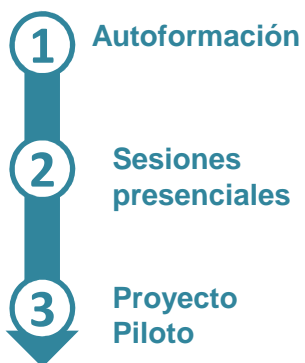 1 Autoformación
2 Sesiones
presenciales
3 Proyecto
Piloto